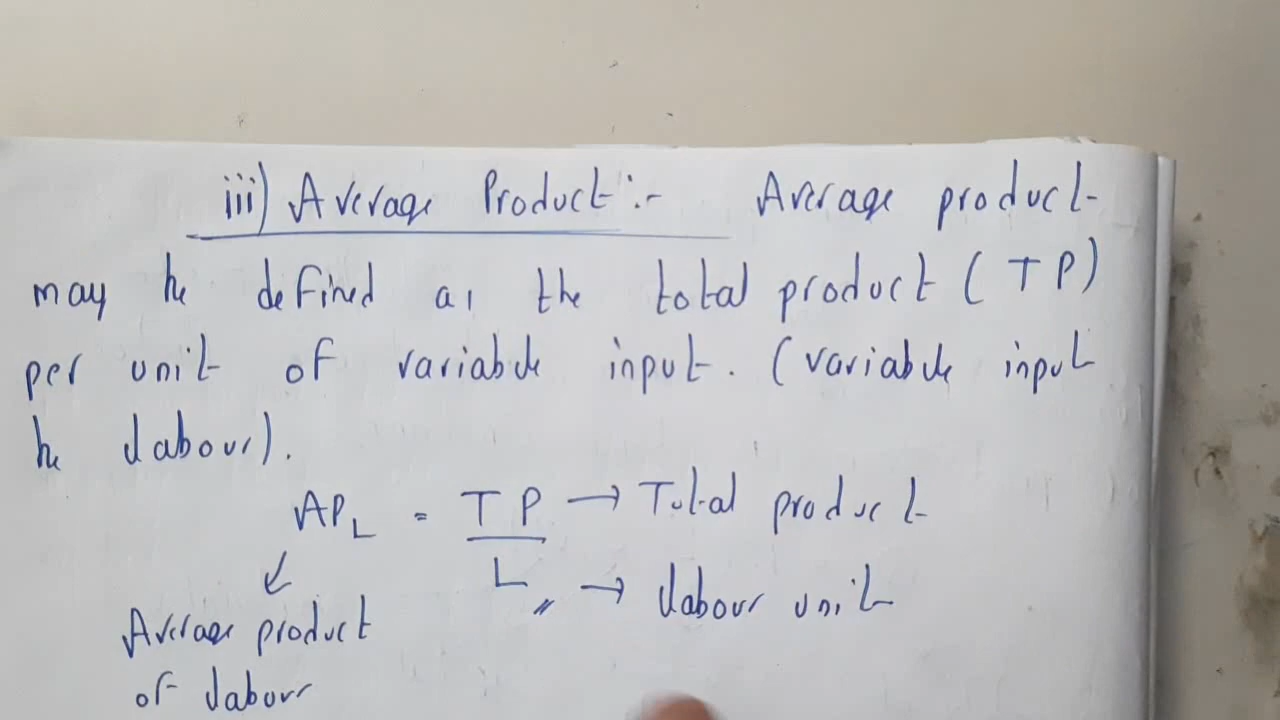 iii) Average Product :- Average product
may be defined as the total product (TP)
per unit of variable input. (variable input
be labour).
APL = TP → Total product
L → labour unit
Average product
of labour